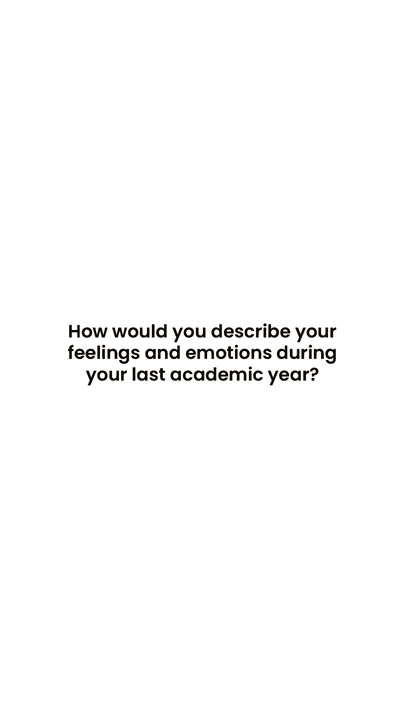 How would you describe your
feelings and emotions during
your last academic year?